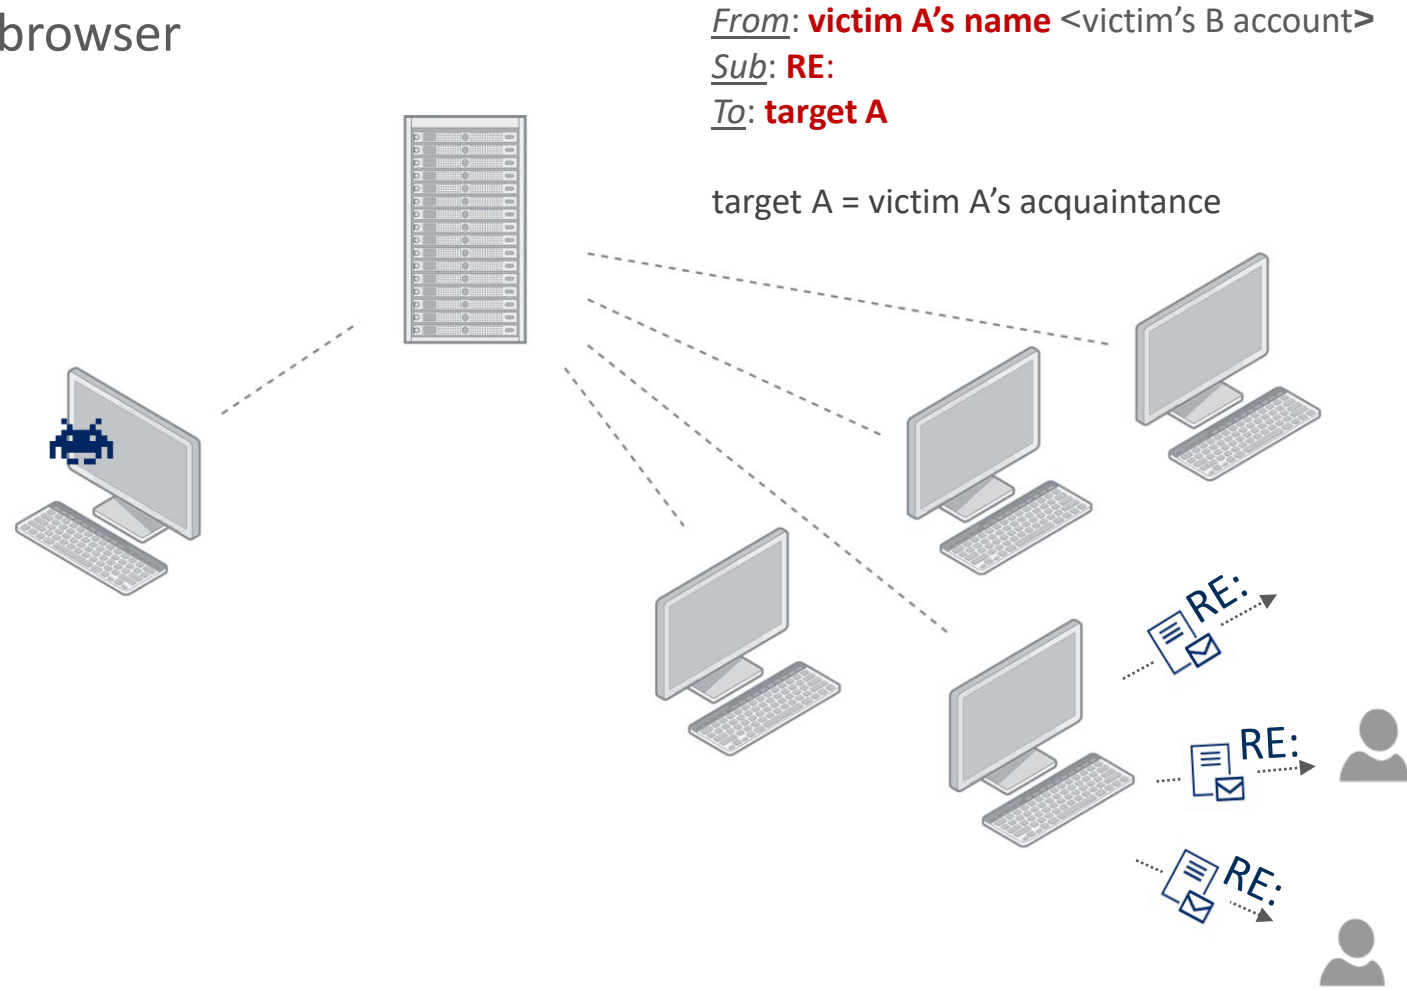 browser
From: victim A’s name <victim’s B account>
Sub: RE:
To: target A
target A = victim A’s acquaintance
RE:
RE:
RE: